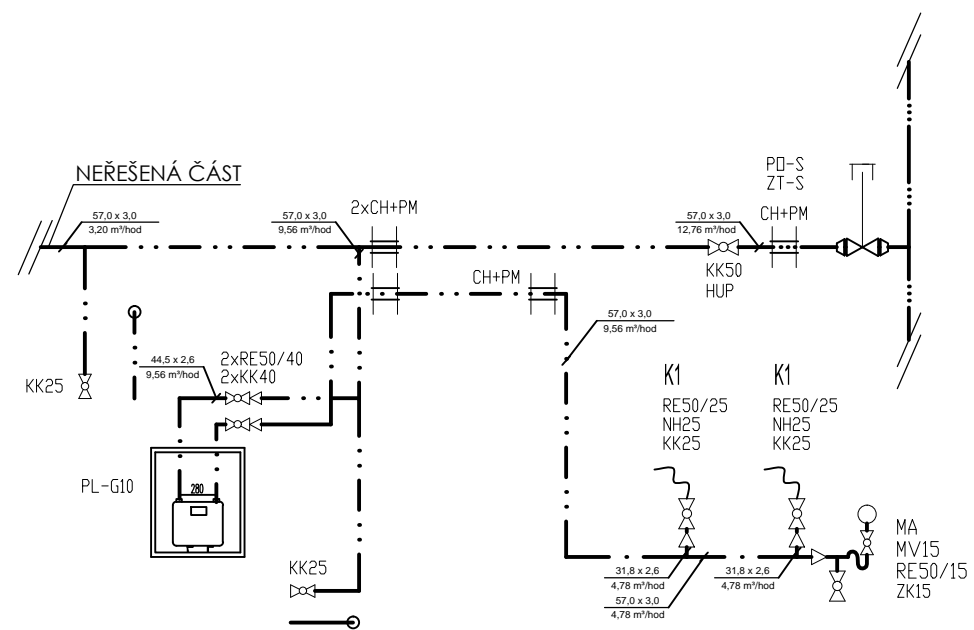 NEŘEŠENÁ ČÁST
57,0 x 3,0
3,20 m³/hod
57,0 x 3,0
9,56 m³/hod
2xCH+PM
57,0 x 3,0
12,76 m³/hod
PO-S
ZT-S
CH+PM
KK50
HUP
CH+PM
57,0 x 3,0
9,56 m³/hod
KK25
44,5 x 2,6
9,56 m³/hod
2xRE50/40
2xKK40
K1
RE50/25
NH25
KK25
K1
RE50/25
NH25
KK25
PL-G10
280
KK25
31,8 x 2,6
4,78 m³/hod
57,0 x 3,0
4,78 m³/hod
31,8 x 2,6
4,78 m³/hod
MA
MV15
RE50/15
ZK15